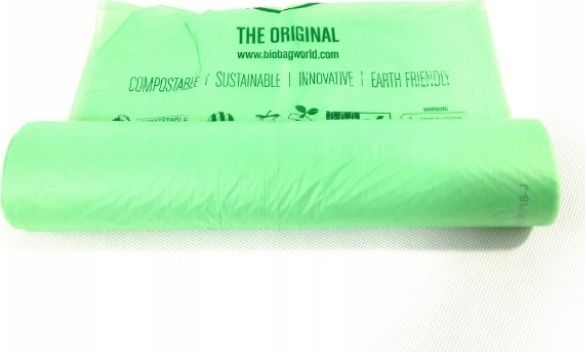 THE ORIGINAL
www.biobagworld.com
COMPOSTABLE | SUSTAINABLE | INNOVATIVE | EARTH FRIENDLY
WARNING